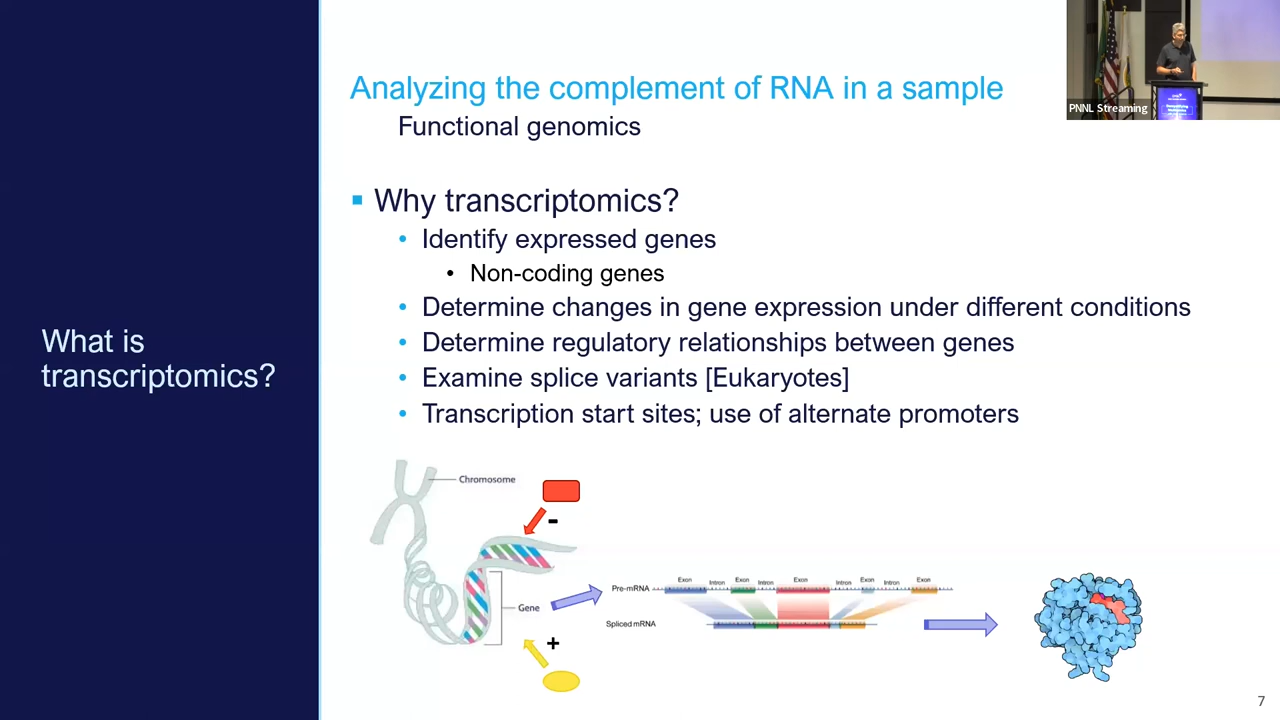 What is
transcriptomics?
Analyzing the complement of RNA in a sample
Functional genomics
Why transcriptomics?
Identify expressed genes
Non-coding genes
Determine changes in gene expression under different conditions
Determine regulatory relationships between genes
Examine splice variants [Eukaryotes]
Transcription start sites; use of alternate promoters
Chromosome
-
Gene
+
Pre-mRNA
Exon Intron Exon Intron Exon Intron Exon Intron Exon
Spliced mRNA
PNNL Streaming
7